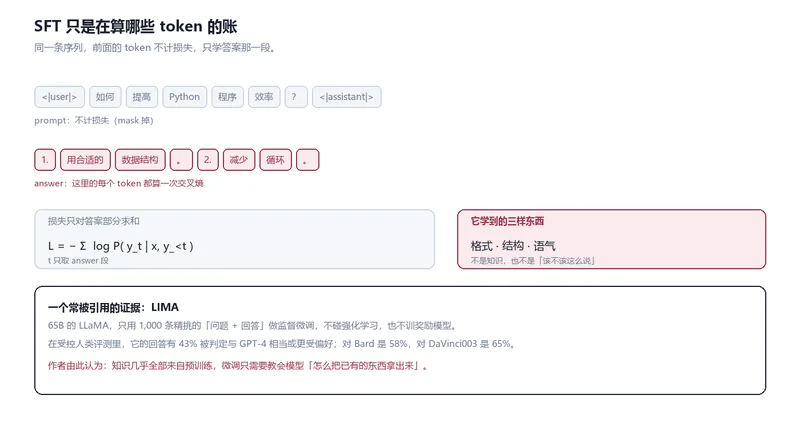 SFT 只是在算哪些 token 的账
同一条序列，前面的 token 不计损失，只学答案那一段。
<|user|> 如何 提高 Python 程序 效率 ？ <|assistant|>
prompt：不计损失（mask 掉）
1. 用合适的 数据结构 。 2. 减少 循环 。
answer：这里的每个 token 都算一次交叉熵
损失只对答案部分求和
L = − Σ log P( y_t | x, y_<t )
t 只取 answer 段
它学到的三样东西
格式 · 结构 · 语气
不是知识，也不是「该不该这么说」
一个常被引用的证据：LIMA
65B 的 LLaMA，只用 1,000 条精挑的「问题 + 回答」做监督微调，不碰强化学习，也不训奖励模型。
在受控人类评测里，它的回答有 43% 被判定与 GPT-4 相当或更受偏好；对 Bard 是 58%，对 DaVinci003 是 65%。
作者由此认为：知识几乎全部来自预训练，微调只需要教会模型「怎么把已有的东西拿出来」。